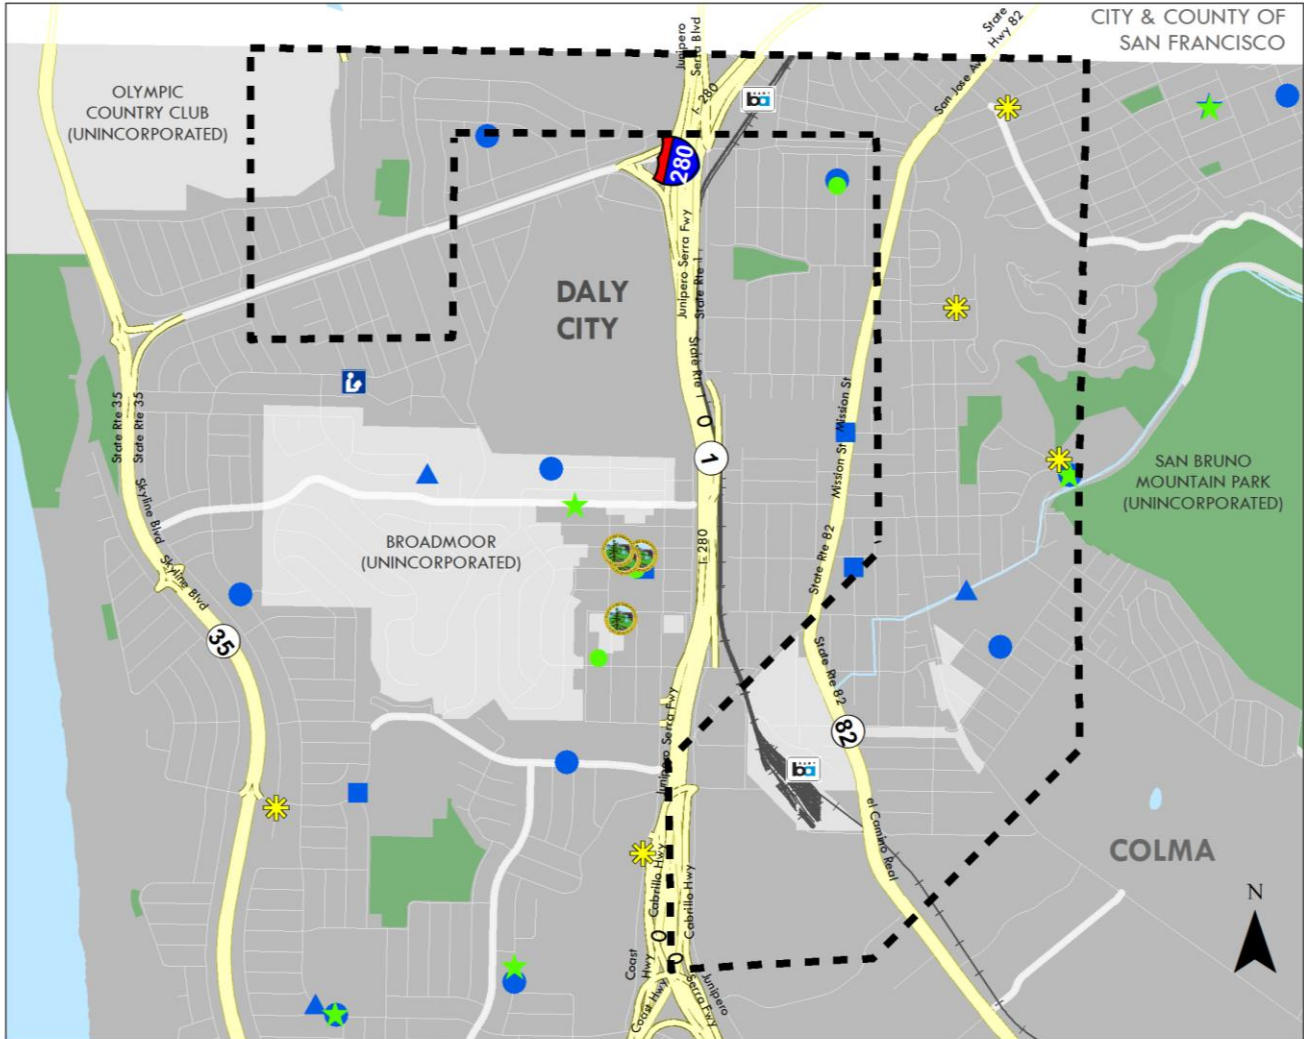 CITY & COUNTY OF
SAN FRANCISCO
State
Hwy 82
Junipero
Serra Blvd
I- 280
San Jose Ave
OLYMPIC
COUNTRY CLUB
(UNINCORPORATED)
ba
280
Junipero Serra Fwy
State Rte 1
DALY
CITY
State Rte 1
State Rte 35
State Rte 35
Mission St
Mission St
1
Skyline Blvd
SAN BRUNO
MOUNTAIN PARK
(UNINCORPORATED)
BROADMOOR
(UNINCORPORATED)
I- 280
State Rte 82
Skyline Blvd
35
State Rte 82
Junipero Serra Fwy
82
ba
el Camino Real
COLMA
Cabrillo Hwy
Cabrillo Hwy
N
Coast
Hwy
Coast Hwy
Junipero
Serra Fwy